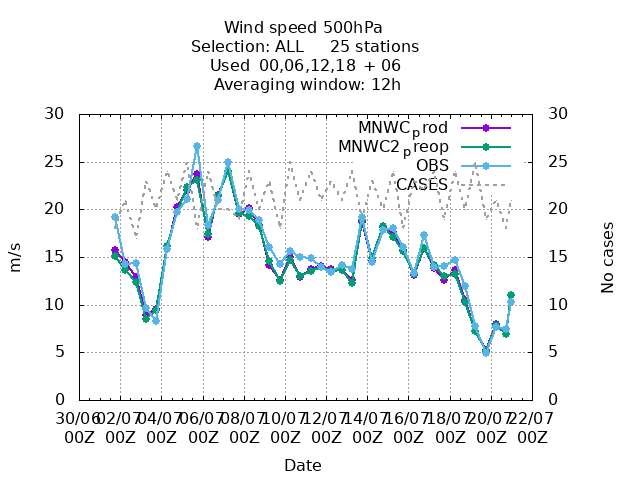 Wind speed 500hPa
Selection: ALL 25 stations
Used 00,06,12,18 + 06
Averaging window: 12h
30 30
MNWCprod
MNWC2preop
25 OBS 25
CASES
20 20
m/s 15 15 No cases
10 10
5 5
0 0
30/06 02/07 04/07 06/07 08/07 10/07 12/07 14/07 16/07 18/07 20/07 22/07
00Z 00Z 00Z 00Z 00Z 00Z 00Z 00Z 00Z 00Z 00Z 00Z
Date